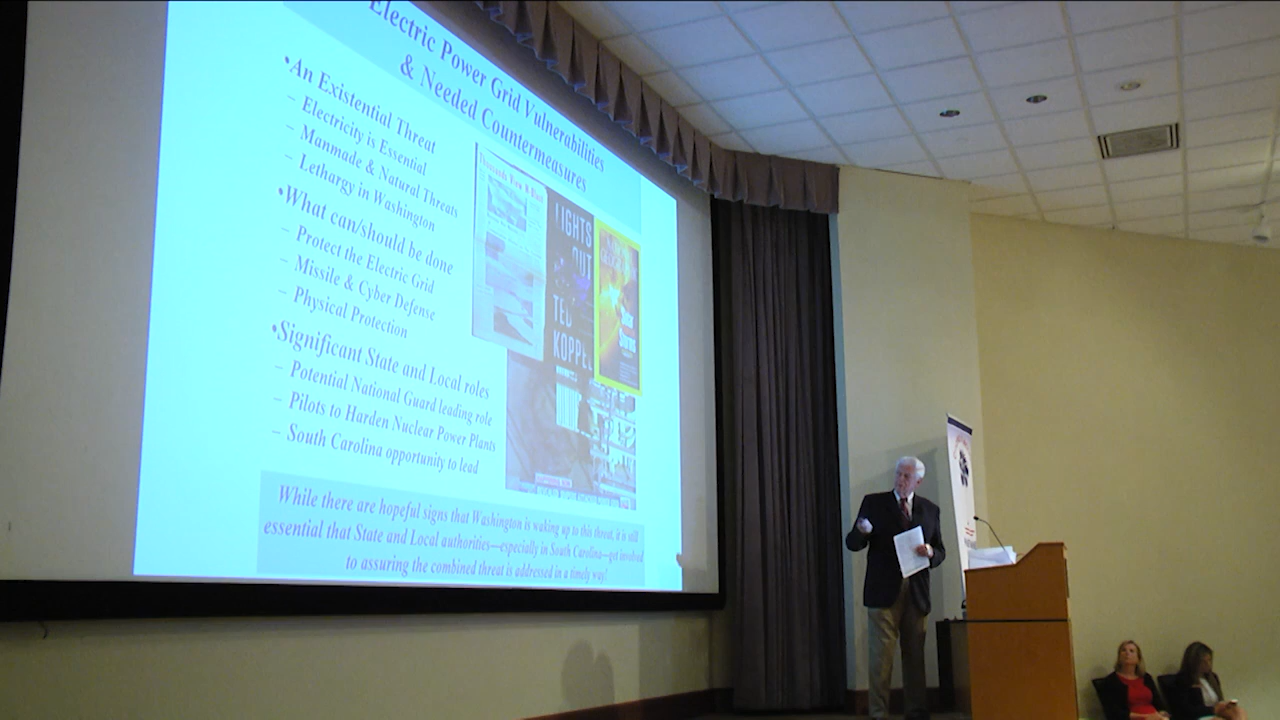 Electric Power Grid Vulnerabilities
& Needed Countermeasures
•An Existential Threat
– Electricity is Essential
– Manmade & Natural Threats
– Lethargy in Washington
•What can/should be done
– Protect the Electric Grid
– Missile & Cyber Defense
– Physical Protection
•Significant State and Local roles
– Potential National Guard leading role
– Pilots to Harden Nuclear Power Plants
– South Carolina opportunity to lead
While there are hopeful signs that Washington is waking up to this threat, it is still
essential that State and Local authorities—especially in South Carolina—get involved
to assuring the combined threat is addressed in a timely way!
LIGHTS
OUT
TED
KOPPEL